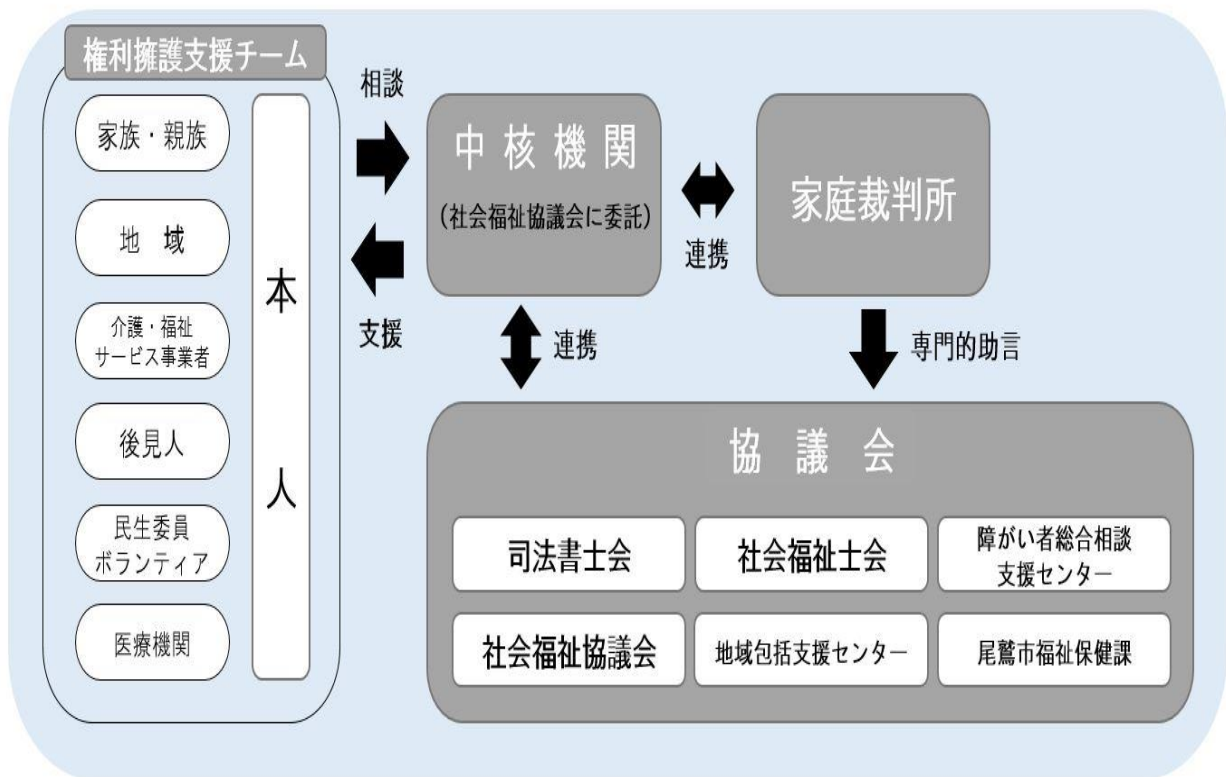 権利擁護支援チーム
家族・親族
地 域
介護・福祉
サービス事業者
後見人
民生委員
ボランティア
医療機関
本人
相談
支援
中核機関
(社会福祉協議会に委託)
連携
家庭裁判所
連携
専門的助言
協議会
司法書士会
社会福祉士会
障がい者総合相談
支援センター
社会福祉協議会
地域包括支援センター
尾鷲市福祉保健課